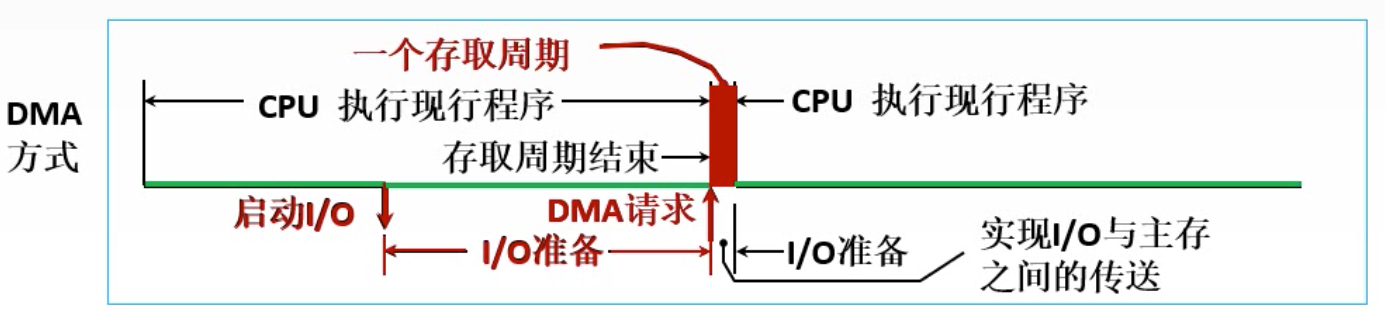 一个存取周期
DMA
方式
CPU 执行现行程序
CPU 执行现行程序
存取周期结束
启动I/O
DMA请求
I/O准备
I/O准备
实现I/O与主存
之间的传送